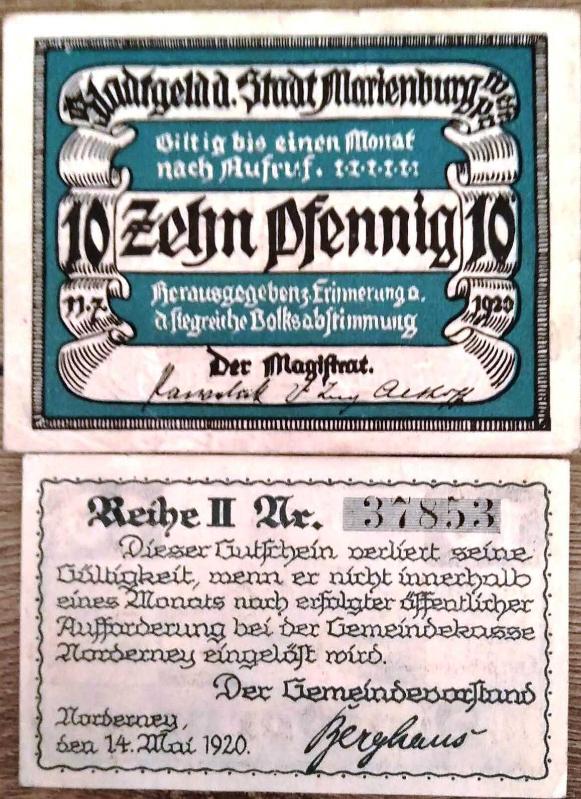 Stadtgeld d. Stadt Marienburg Wstpr.
Giltig bis einen Monat
nach Aufruf.
10 Zehn Pfennig 10
11.7. Herausgegeben z. Erinnerung a. 1920
d siegreiche Volksabstimmung
Der Magistrat.
Reihe II Nr. 37853
Dieser Gutschein verliert seine
Gültigkeit, wenn er nicht innerhalb
eines Monats nach erfolgter öffentlicher
Aufforderung bei der Gemeindekasse
Norderney eingelöst wird.
Der Gemeindevorstand
Norderney,
den 14. Mai 1920.
Berghaus